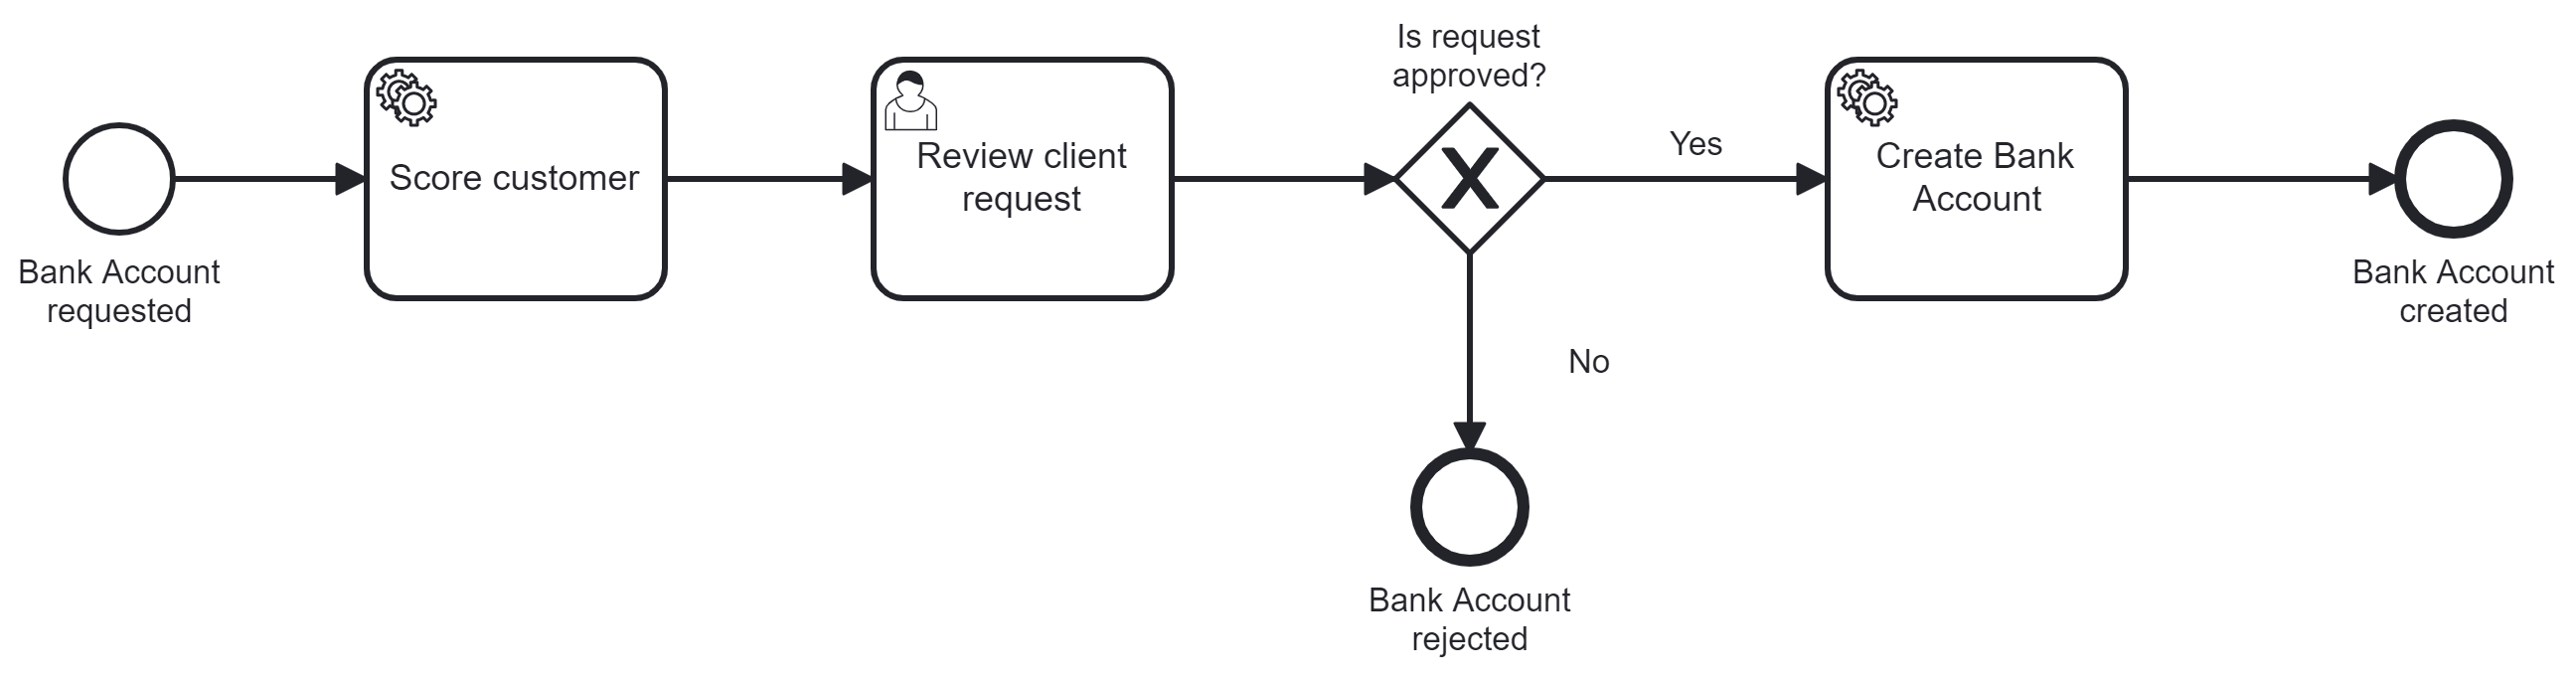 Bank Account
requested
Score customer
Review client
request
Is request
approved?
Yes
No
Bank Account
rejected
Create Bank
Account
Bank Account
created